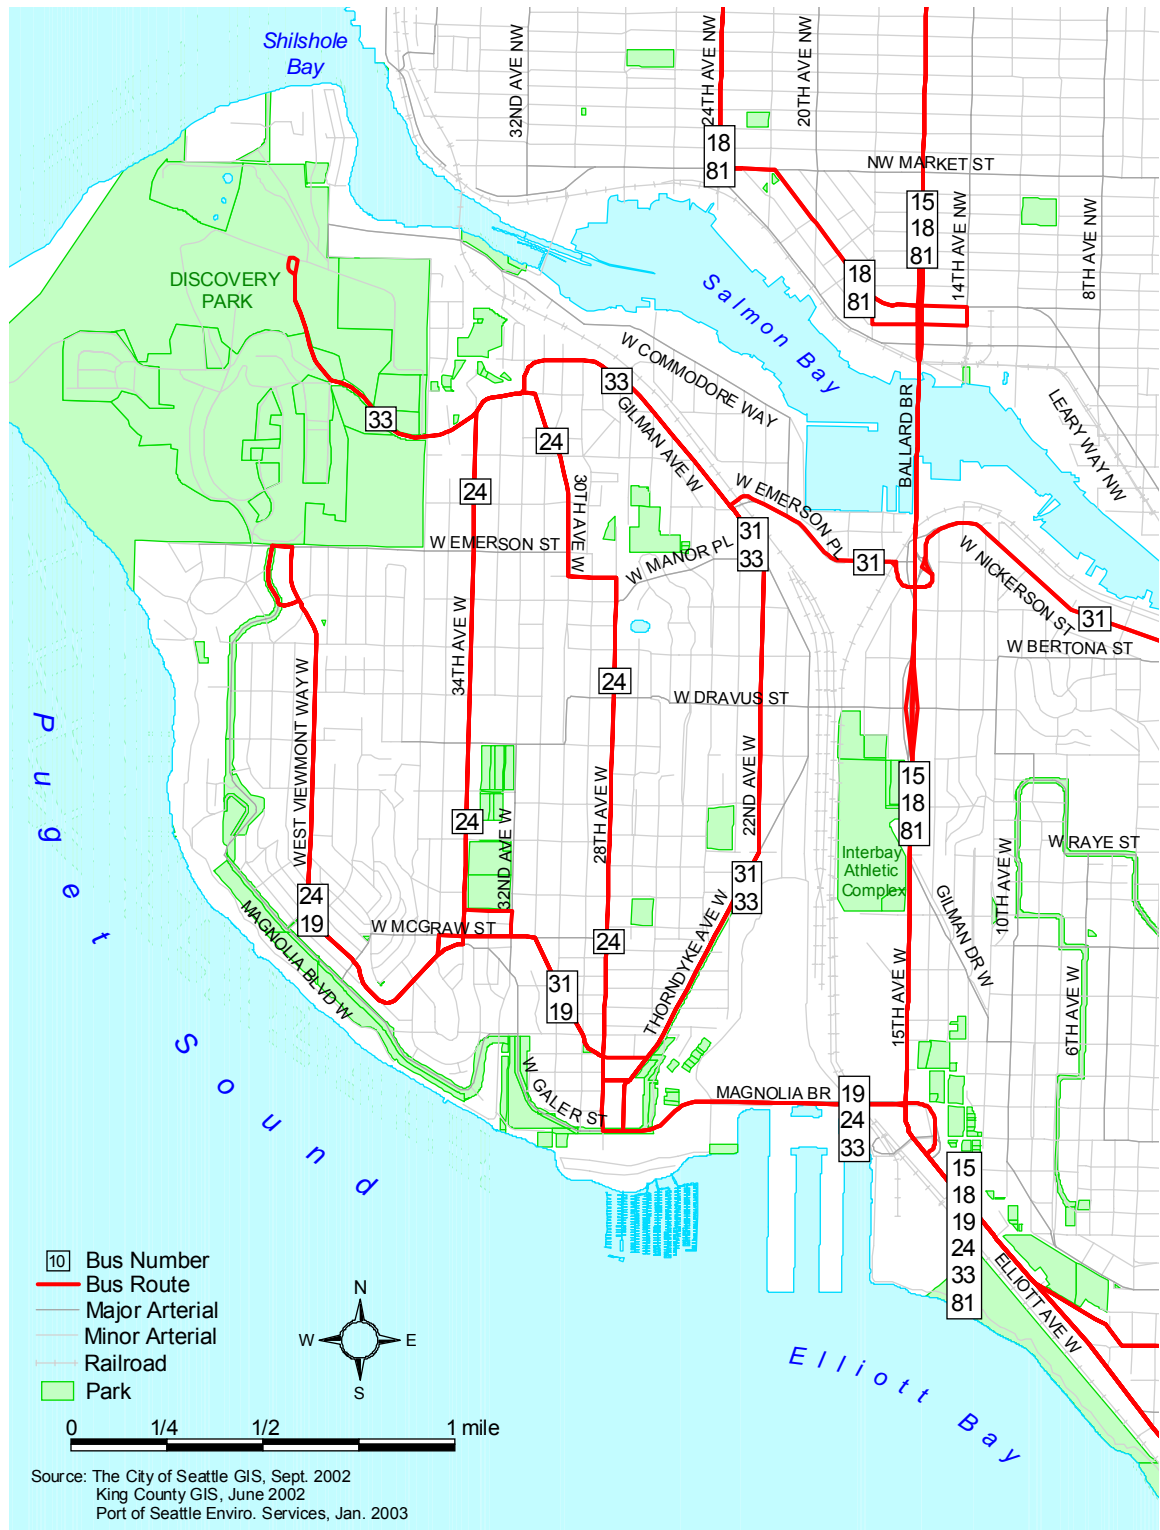 Shilshole
Bay
32ND AVE NW
24TH AVE NW
20TH AVE NW
18
81
NW MARKET ST
15
18
81
14TH AVE NW
8TH AVE NW
DISCOVERY
PARK
18
81
Salmon Bay
W COMMODORE WAY
33
GILMAN AVE W
BALLARD BR
LEARY WAY NW
33
24
24
30TH AVE W
W EMERSON PL
W EMERSON ST
W MANOR PL
31
33
31
W NICKERSON ST
31
W BERTONA ST
34TH AVE W
24
W DRAVUS ST
Puget Sound
WEST VIEWMONT WAY W
28TH AVE W
22ND AVE W
15
18
81
24
32ND AVE W
W RAYE ST
10TH AVE W
Interbay
Athletic
Complex
31
33
24
19
W MCGRAW ST
MAGNOLIA BLVD W
24
THORNDYKE AVE W
GILMAN DR W
31
19
15TH AVE W
6TH AVE W
W GALER ST
MAGNOLIA BR
19
24
33
15
18
19
24
33
81
ELLIOTT AVE W
Elliott Bay
10 Bus Number
Bus Route
Major Arterial
Minor Arterial
Railroad
Park
N
W E
S
0 1/4 1/2 1 mile
Source: The City of Seattle GIS, Sept. 2002
King County GIS, June 2002
Port of Seattle Enviro. Services, Jan. 2003